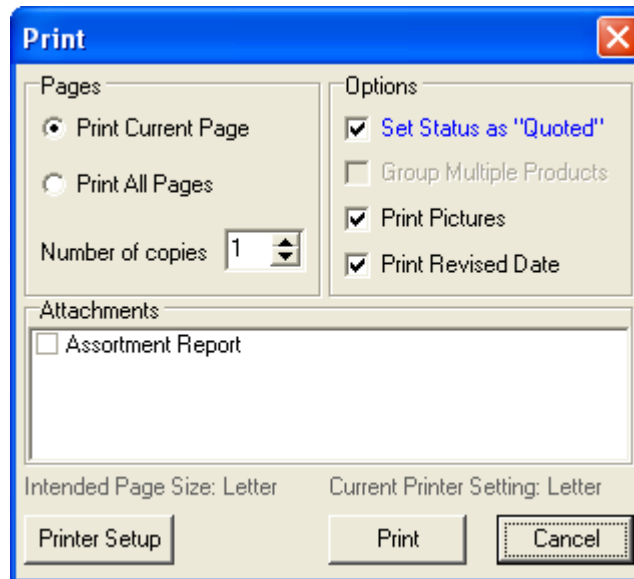 Print
Pages
Print Current Page
Print All Pages
Number of copies 1
Options
Set Status as "Quoted"
Group Multiple Products
Print Pictures
Print Revised Date
Attachments
Assortment Report
Intended Page Size: Letter
Current Printer Setting: Letter
Printer Setup
Print
Cancel